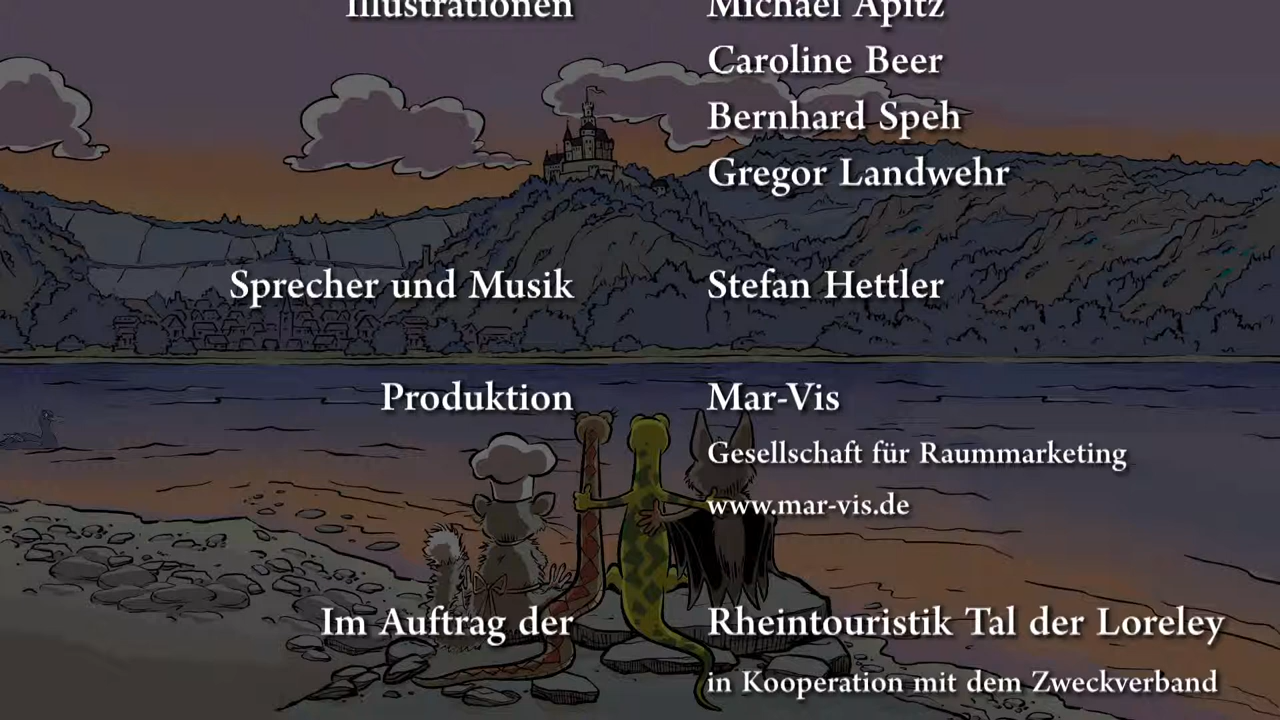 Illustrationen Michael Apitz
Caroline Beer
Bernhard Speh
Gregor Landwehr
Sprecher und Musik Stefan Hettler
Produktion Mar-Vis
Gesellschaft für Raummarketing
www.mar-vis.de
Im Auftrag der Rheintouristik Tal der Loreley
in Kooperation mit dem Zweckverband